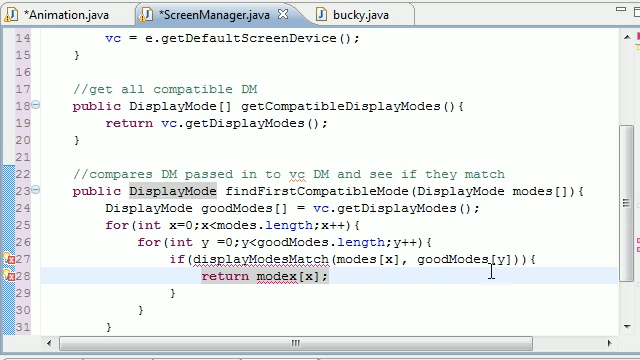 *Animation.java *ScreenManager.java bucky.java
14 vc = e.getDefaultScreenDevice();
15 }
16
17 //get all compatible DM
18 public DisplayMode[] getCompatibleDisplayModes(){
19 return vc.getDisplayModes();
20 }
21
22 //compares DM passed in to vc DM and see if they match
23 public DisplayMode findFirstCompatibleMode(DisplayMode modes[]){
24 DisplayMode goodModes[] = vc.getDisplayModes();
25 for(int x=0;x<modes.length;x++){
26 for(int y =0;y<goodModes.length;y++){
27 if(displayModesMatch(modes[x], goodModes[y])){
28 return modex[x];
29 }
30 }
31 }